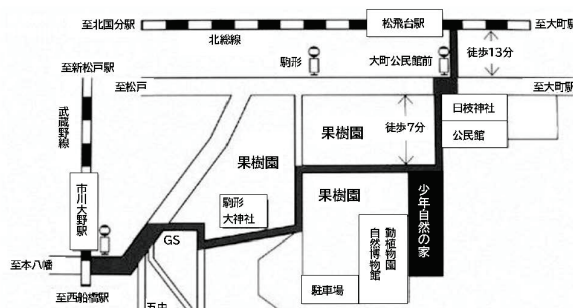 至北国分駅
松飛台駅
至大町駅
北総線
徒歩13分
駒形
大町公民館前
至新松戸駅
至松戸
至大町駅
武蔵野線
果樹園
徒歩7分
日枝神社
公民館
果樹園
市川大野駅
駒形
大神社
果樹園
少年自然の家
GS
動植物園
自然博物館
至本八幡
駐車場
至西船橋駅